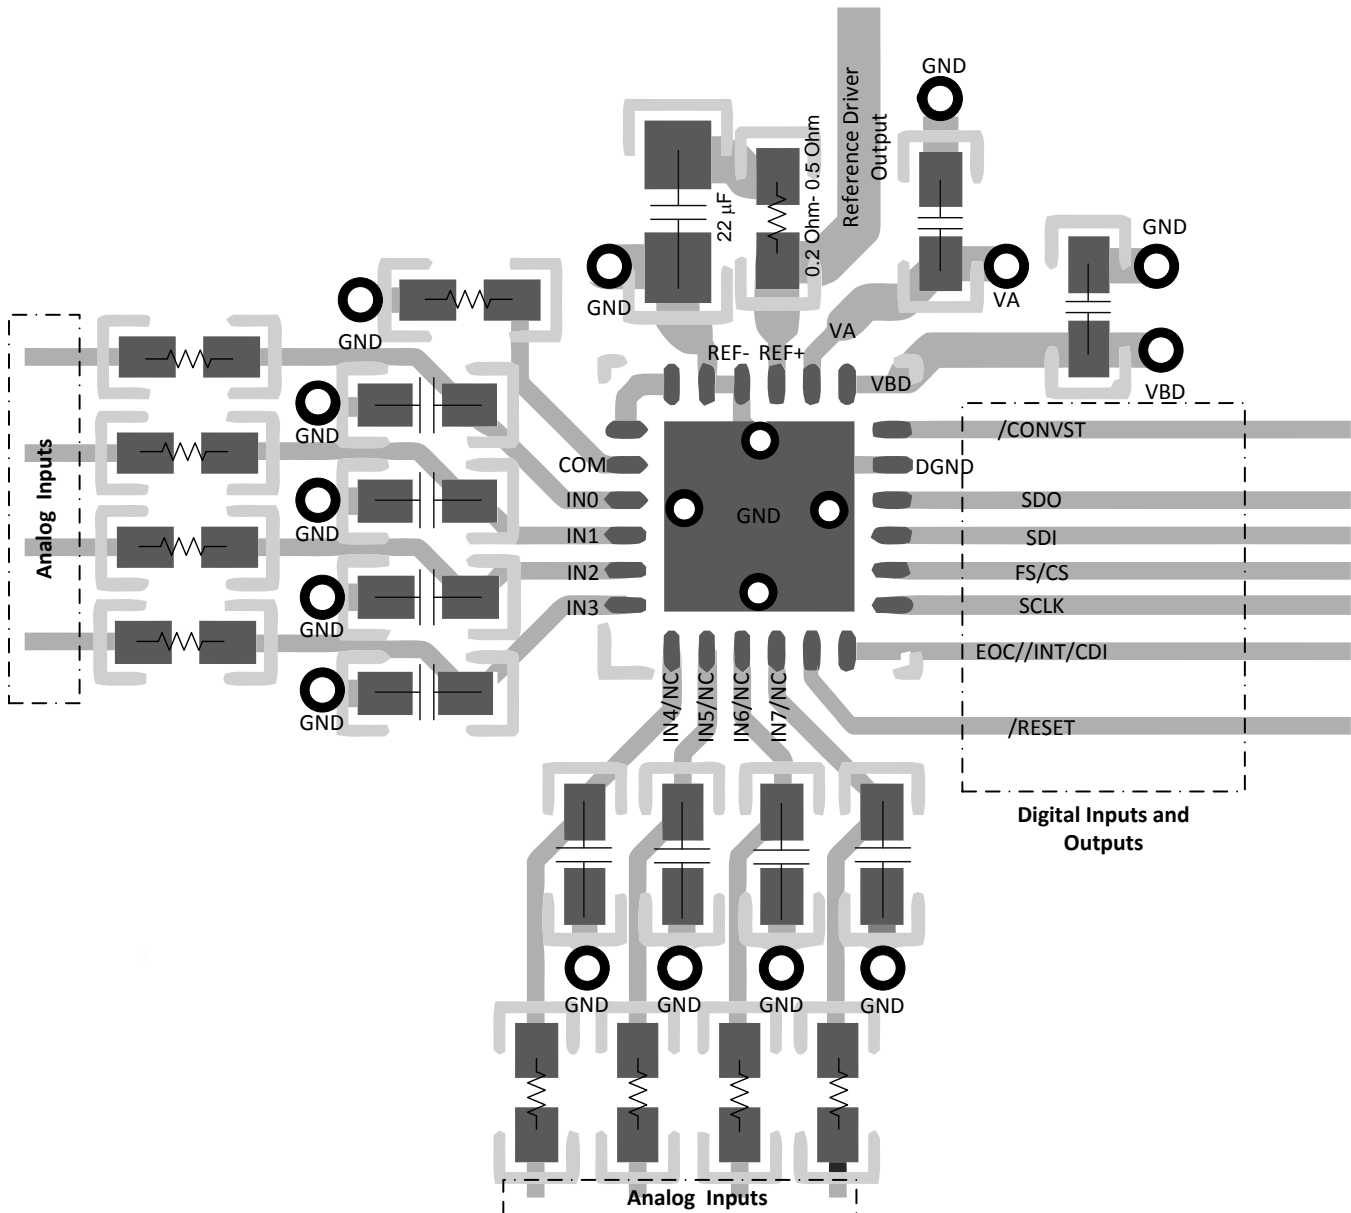 GND
Reference Driver
Output
0.2 Ohm- 0.5 Ohm
22 µF
GND
GND
VA
GND
GND
VA
REF-
REF+
VBD
VBD
GND
GND
GND
GND
Analog Inputs
COM
IN0
IN1
IN2
IN3
GND
/CONVST
DGND
SDO
SDI
FS/CS
SCLK
EOC//INT/CDI
/RESET
IN4/NC
IN5/NC
IN6/NC
IN7/NC
Digital Inputs and
Outputs
GND
GND
GND
GND
Analog Inputs